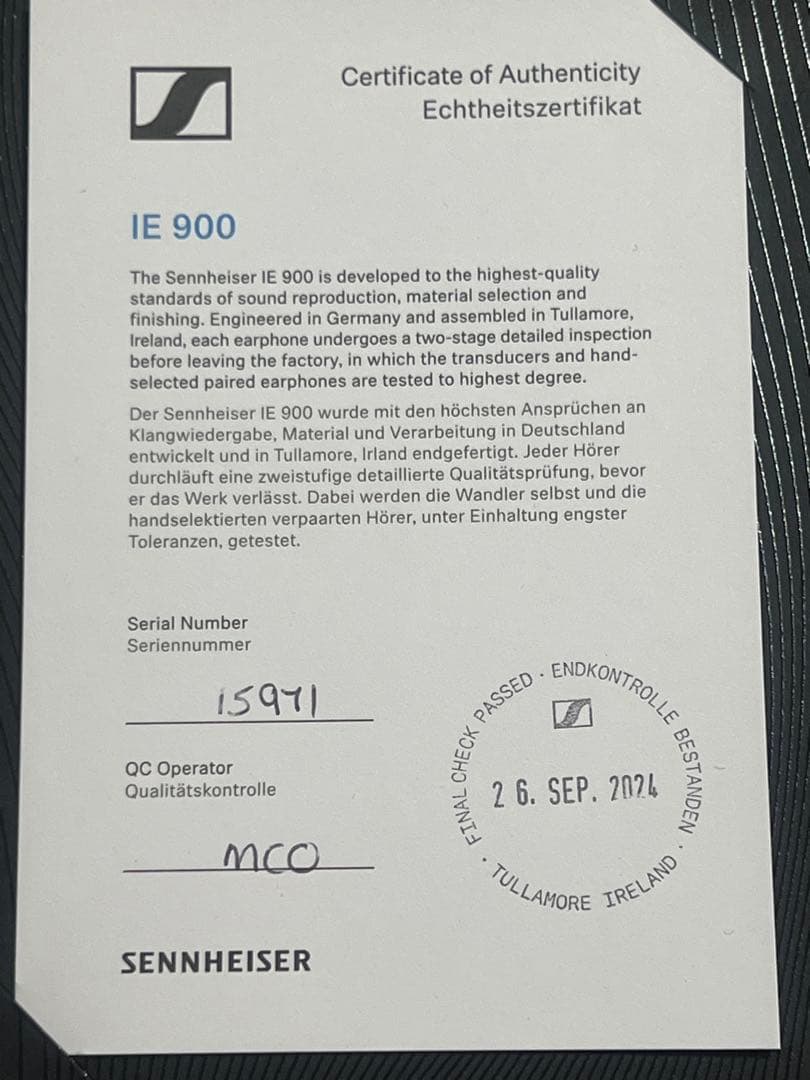 Certificate of Authenticity
Echtheitszertifikat
IE 900
The Sennheiser IE 900 is developed to the highest-quality
standards of sound reproduction, material selection and
finishing. Engineered in Germany and assembled in Tullamore,
Ireland, each earphone undergoes a two-stage detailed inspection
before leaving the factory, in which the transducers and hand-
selected paired earphones are tested to highest degree.
Der Sennheiser IE 900 wurde mit den höchsten Ansprüchen an
Klangwiedergabe, Material und Verarbeitung in Deutschland
entwickelt und in Tullamore, Irland endgefertigt. Jeder Hörer
durchläuft eine zweistufige detaillierte Qualitätsprüfung, bevor
er das Werk verlässt. Dabei werden die Wandler selbst und die
handselektierten verpaarten Hörer, unter Einhaltung engster
Toleranzen, getestet.
Serial Number
Seriennummer
15971
QC Operator
Qualitätskontrolle
MCO
FINAL CHECK PASSED · ENDKONTROLLE BESTANDEN ·
26. SEP. 2024
TULLAMORE IRELAND ·
SENNHEISER